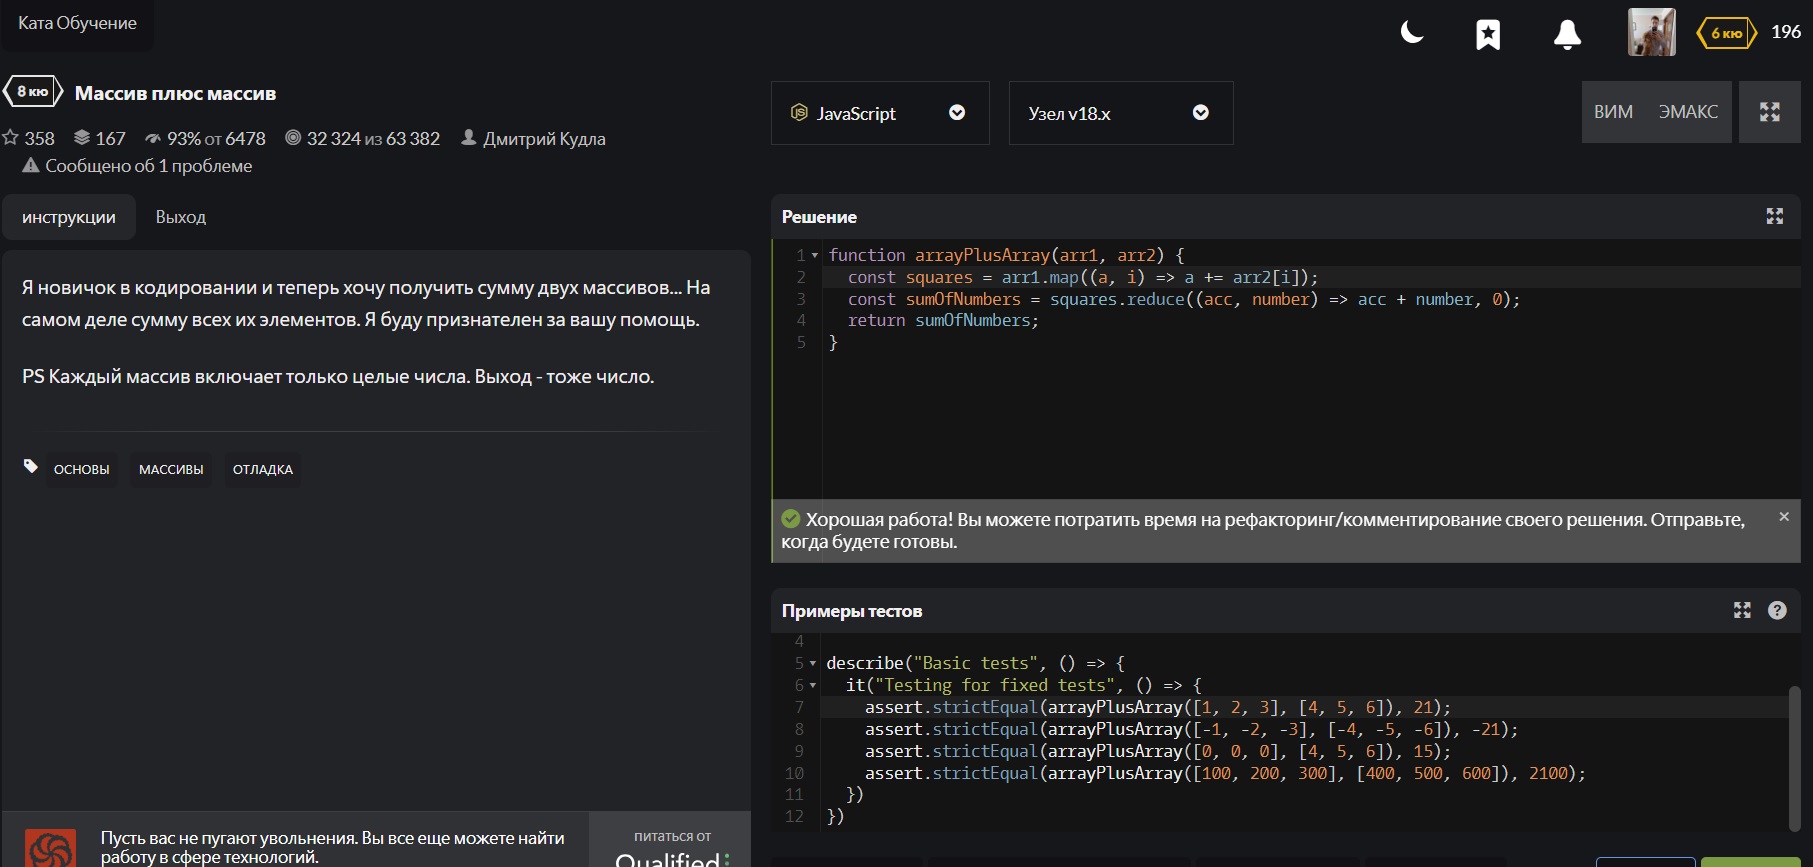 Ката Обучение
6 кю
196
8 кю
Массив плюс массив
358 167 93% от 6478 32 324 из 63 382 Дмитрий Кудла
Сообщено об 1 проблеме
JavaScript
Узел v18.x
ВИМ ЭМАКС
инструкции Выход
Я новичок в кодировании и теперь хочу получить сумму двух массивов... На
самом деле сумму всех их элементов. Я буду признателен за вашу помощь.
PS Каждый массив включает только целые числа. Выход - тоже число.
ОСНОВЫ МАССИВЫ ОТЛАДКА
Пусть вас не пугают увольнения. Вы все еще можете найти
работу в сфере технологий.
питаться от
Qualified
Решение
1 function arrayPlusArray(arr1, arr2) {
2 const squares = arr1.map((a, i) => a += arr2[i]);
3 const sumOfNumbers = squares.reduce((acc, number) => acc + number, 0);
4 return sumOfNumbers;
5 }
Хорошая работа! Вы можете потратить время на рефакторинг/комментирование своего решения. Отправьте,
когда будете готовы.
Примеры тестов
4
5 describe("Basic tests", () => {
6 it("Testing for fixed tests", () => {
7 assert.strictEqual(arrayPlusArray([1, 2, 3], [4, 5, 6]), 21);
8 assert.strictEqual(arrayPlusArray([-1, -2, -3], [-4, -5, -6]), -21);
9 assert.strictEqual(arrayPlusArray([0, 0, 0], [4, 5, 6]), 15);
10 assert.strictEqual(arrayPlusArray([100, 200, 300], [400, 500, 600]), 2100);
11 })
12 })